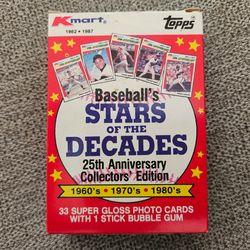 Kmart
1962 • 1987
Topps
Baseball's
STARS
OF THE
DECADES
25th Anniversary
Collectors' Edition
1960's • 1970's • 1980's
33 SUPER GLOSS PHOTO CARDS
WITH 1 STICK BUBBLE GUM